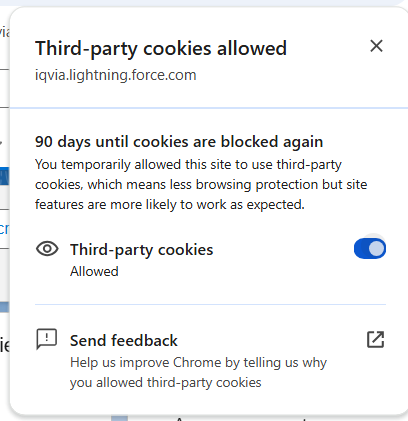 Third-party cookies allowed
iqvia.lightning.force.com
90 days until cookies are blocked again
You temporarily allowed this site to use third-party
cookies, which means less browsing protection but site
features are more likely to work as expected.
Third-party cookies
Allowed
Send feedback
Help us improve Chrome by telling us why
you allowed third-party cookies